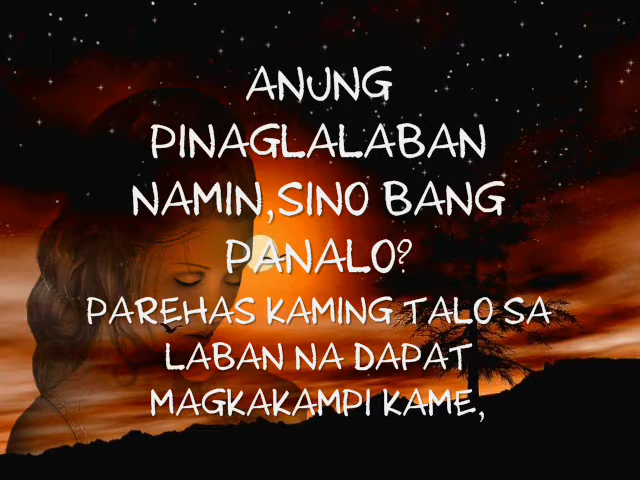 ANUNG
PINAGLALABAN
NAMIN,SINO BANG
PANALO?
PAREHAS KAMING TALO SA
LABAN NA DAPAT
MAGKAKAMPI KAME,